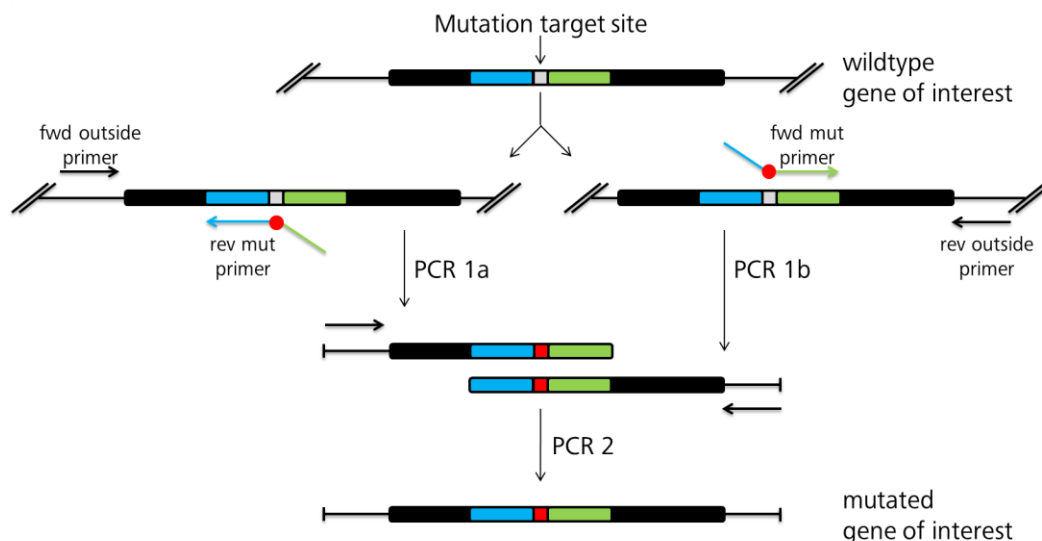 Mutation target site
wildtype
gene of interest
fwd outside
primer
fwd mut
primer
rev mut
primer
rev outside
primer
PCR 1a
PCR 1b
PCR 2
mutated
gene of interest